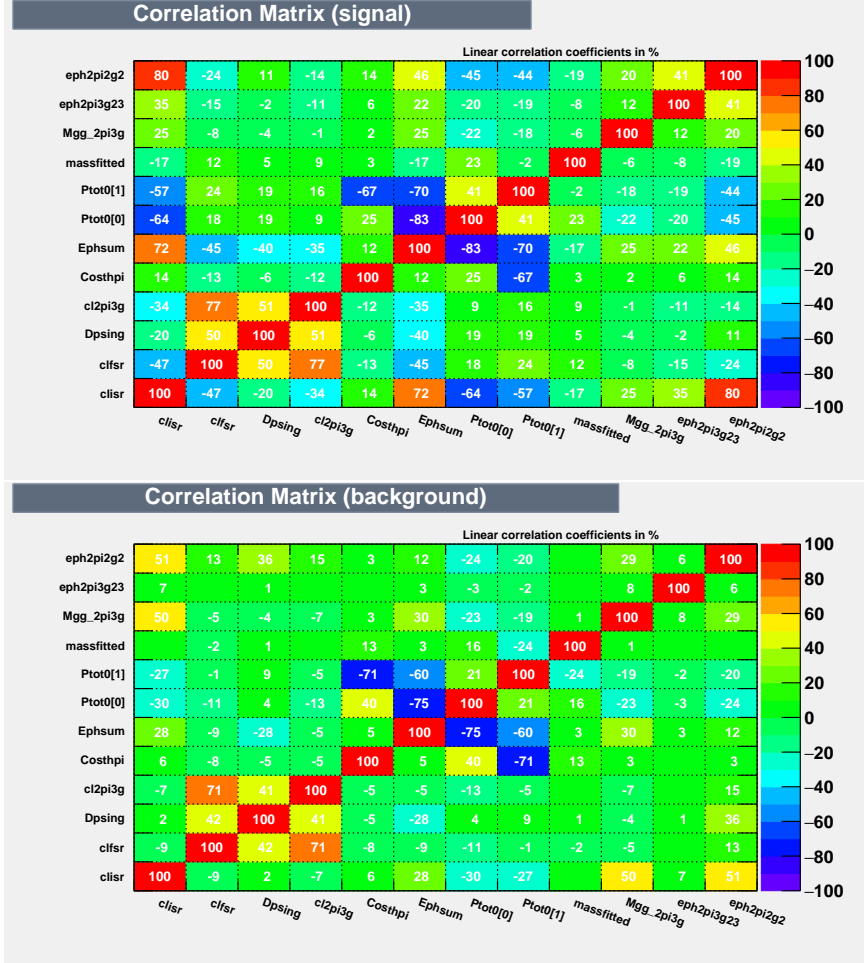 Correlation Matrix (signal)
Linear correlation coefficients in %
eph2pi2g2 80 -24 11 -14 14 46 -45 -44 -19 20 41 100
eph2pi3g23 35 -15 -2 -11 6 22 -20 -19 -8 12 100 41
Mgg_2pi3g 25 -8 -4 -1 2 25 -22 -18 -6 100 12 20
massfitted -17 12 5 9 3 -17 23 -2 100 -6 -8 -19
Ptot0[1] -57 24 19 16 -67 -70 41 100 -2 -18 -19 -44
Ptot0[0] -64 18 19 9 25 -83 100 41 23 -22 -20 -45
Ephsum 72 -45 -40 -35 12 100 -83 -70 -17 25 22 46
Costhpi 14 -13 -6 -12 100 12 25 -67 3 2 6 14
cl2pi3g -34 77 51 100 -12 -35 9 16 9 -1 -11 -14
Dpsing -20 50 100 51 -6 -40 19 19 5 -4 -2 11
clfsr -47 100 50 77 -13 -45 18 24 12 -8 -15 -24
clisr 100 -47 -20 -34 14 72 -64 -57 -17 25 35 80
clisr clfsr Dpsing cl2pi3g Costhpi Ephsum Ptot0[0] Ptot0[1] massfitted Mgg_2pi3g eph2pi3g23 eph2pi2g2
100
80
60
40
20
0
−20
−40
−60
−80
−100
Correlation Matrix (background)
Linear correlation coefficients in %
eph2pi2g2 51 13 36 15 3 12 -24 -20 29 6 100
eph2pi3g23 7 1 3 -3 -2 8 100 6
Mgg_2pi3g 50 -5 -4 -7 3 30 -23 -19 1 100 8 29
massfitted -2 1 13 3 16 -24 100 1
Ptot0[1] -27 -1 9 -5 -71 -60 21 100 -24 -19 -2 -20
Ptot0[0] -30 -11 4 -13 40 -75 100 21 16 -23 -3 -24
Ephsum 28 -9 -28 -5 5 100 -75 -60 3 30 3 12
Costhpi 6 -8 -5 -5 100 5 40 -71 13 3 3
cl2pi3g -7 71 41 100 -5 -5 -13 -5 -7 15
Dpsing 2 42 100 41 -5 -28 4 9 1 -4 1 36
clfsr -9 100 42 71 -8 -9 -11 -1 -2 -5 13
clisr 100 -9 2 -7 6 28 -30 -27 50 7 51
clisr clfsr Dpsing cl2pi3g Costhpi Ephsum Ptot0[0] Ptot0[1] massfitted Mgg_2pi3g eph2pi3g23 eph2pi2g2
100
80
60
40
20
0
−20
−40
−60
−80
−100